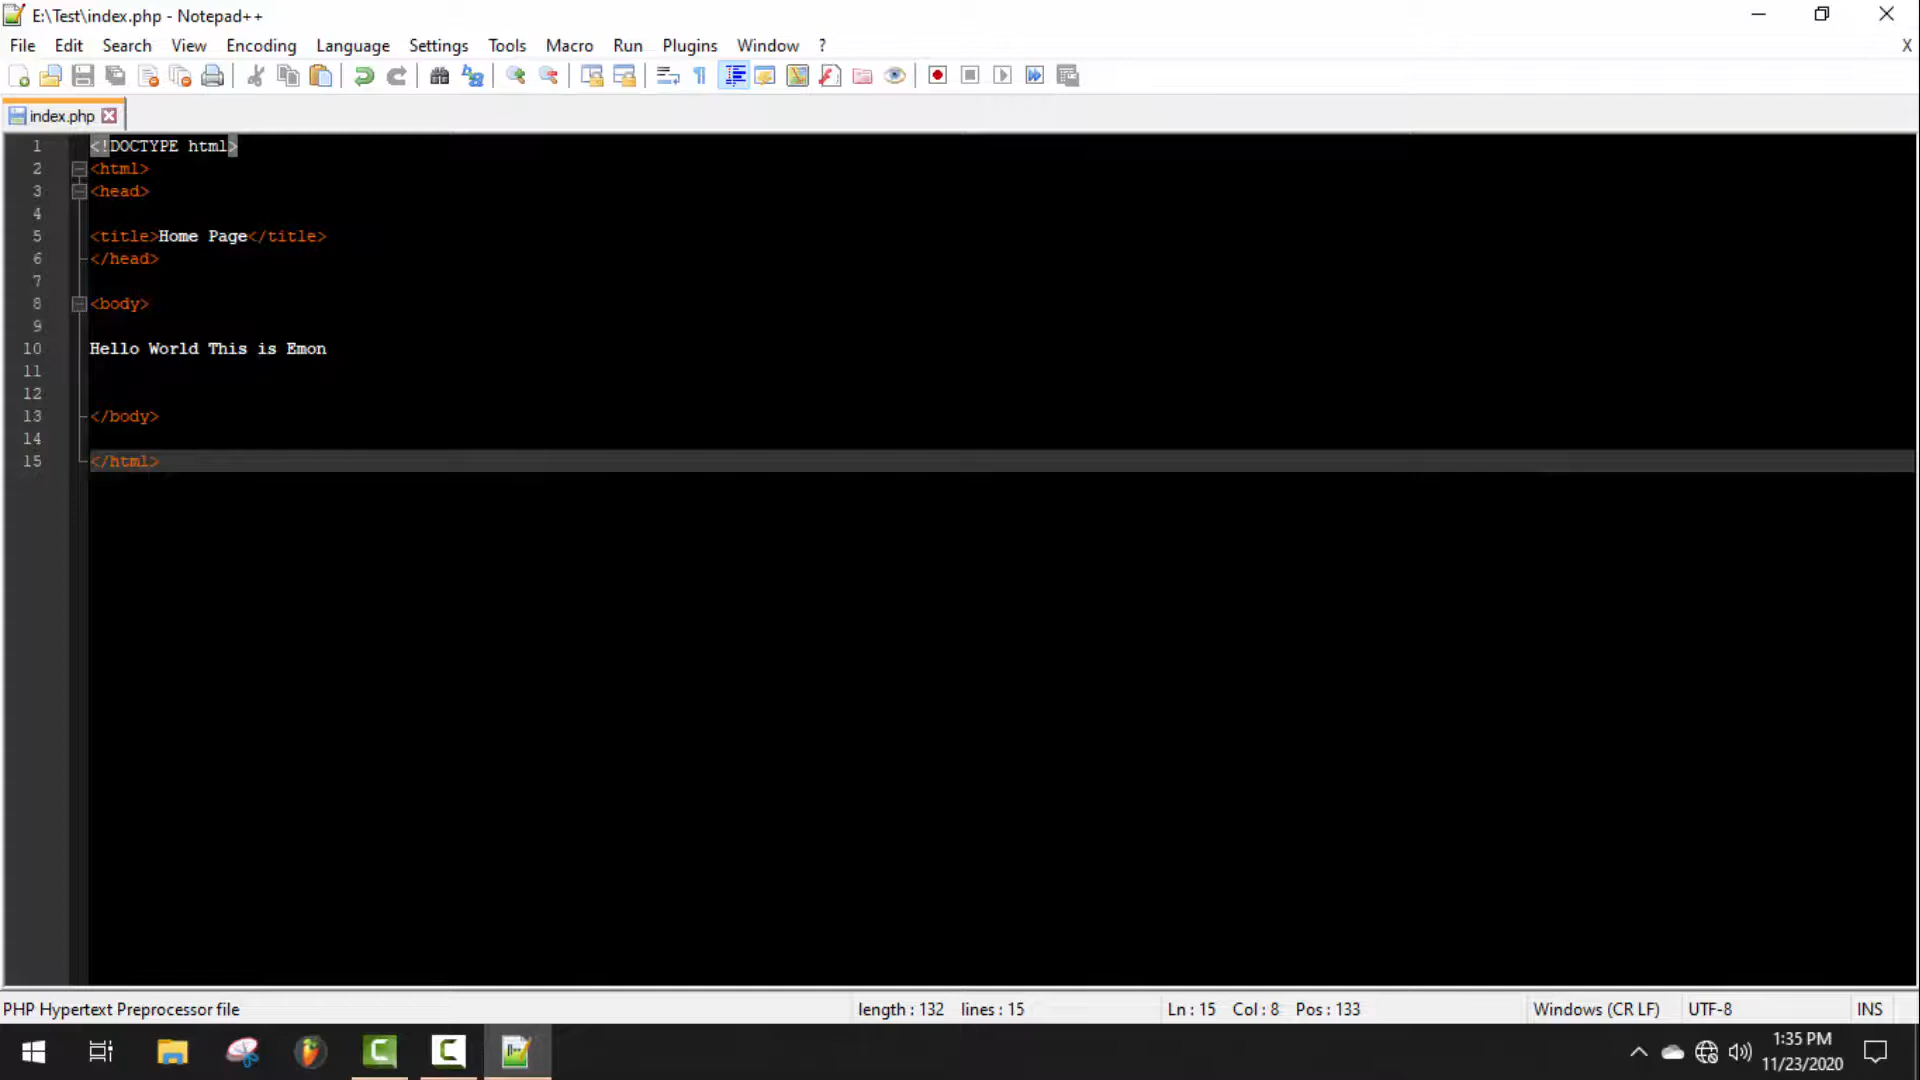 E:\Test\index.php - Notepad++
File Edit Search View Encoding Language Settings Tools Macro Run Plugins Window ? X
index.php
1 <!DOCTYPE html>
2 <html>
3 <head>
4
5 <title>Home Page</title>
6 </head>
7
8 <body>
9
10 Hello World This is Emon
11
12
13 </body>
14
15 </html>
PHP Hypertext Preprocessor file length : 132 lines : 15 Ln : 15 Col : 8 Pos : 133 Windows (CR LF) UTF-8 INS
1:35 PM
11/23/2020